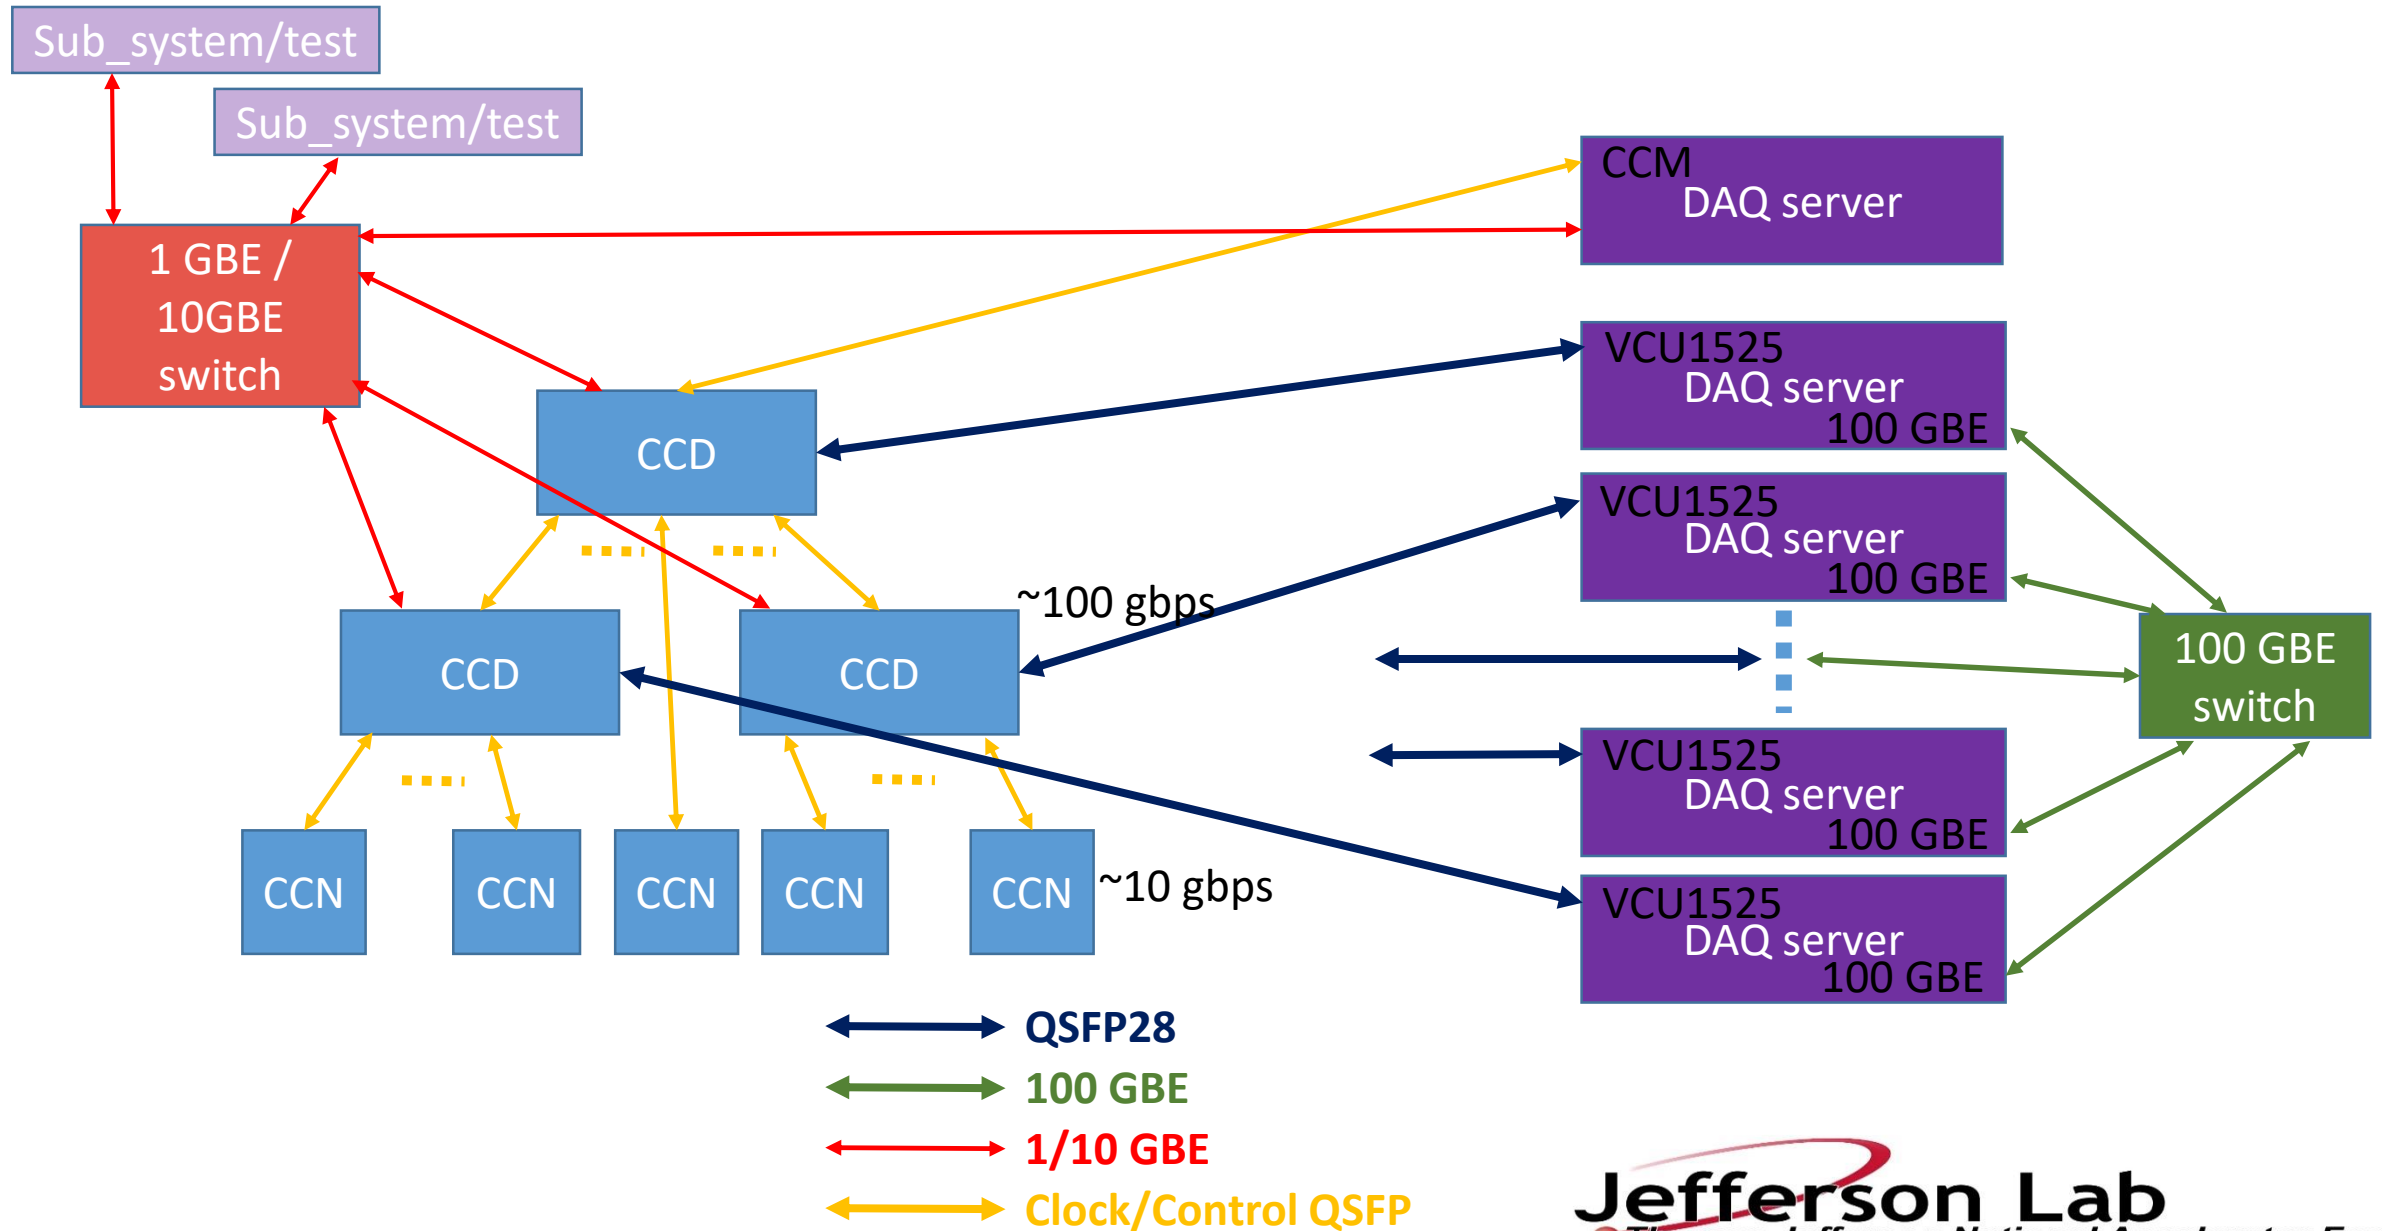 Sub_system/test
Sub_system/test
1 GBE /
10GBE
switch
CCM
DAQ server
VCU1525
DAQ server
100 GBE
CCD
VCU1525
DAQ server
100 GBE
~100 gbps
CCD
CCD
100 GBE
switch
VCU1525
DAQ server
100 GBE
CCN
CCN
CCN
CCN
CCN
~10 gbps
VCU1525
DAQ server
100 GBE
QSFP28
100 GBE
1/10 GBE
Clock/Control QSFP
Jefferson Lab